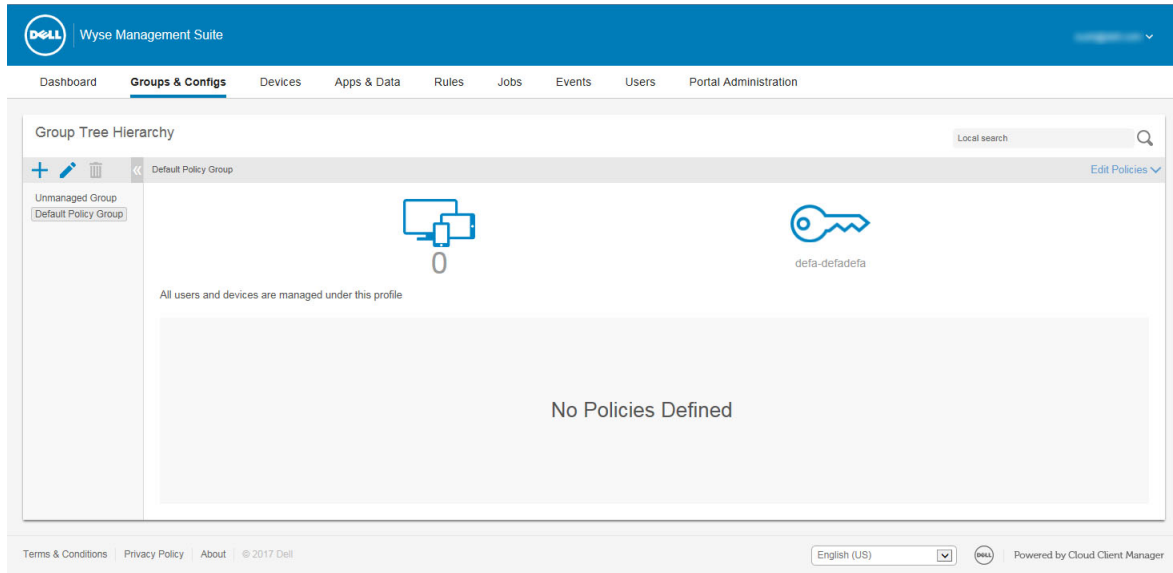 DELL Wyse Management Suite
Dashboard Groups & Configs Devices Apps & Data Rules Jobs Events Users Portal Administration
Group Tree Hierarchy
Local search
Default Policy Group
Edit Policies
Unmanaged Group
Default Policy Group
0
defa-defadefa
All users and devices are managed under this profile
No Policies Defined
Terms & Conditions Privacy Policy About © 2017 Dell English (US) DELL Powered by Cloud Client Manager